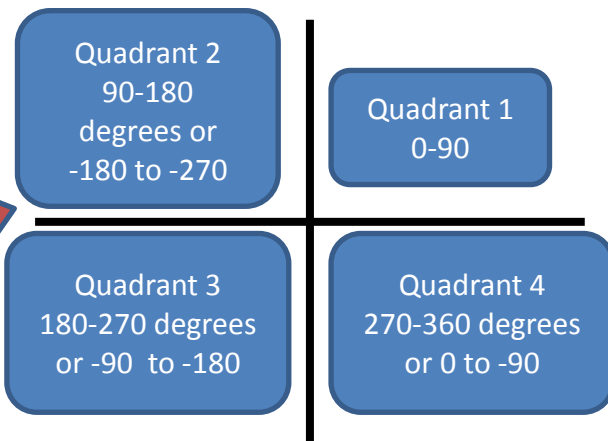 Quadrant 2
90-180
degrees or
-180 to -270
Quadrant 1
0-90
Quadrant 3
180-270 degrees
or -90 to -180
Quadrant 4
270-360 degrees
or 0 to -90